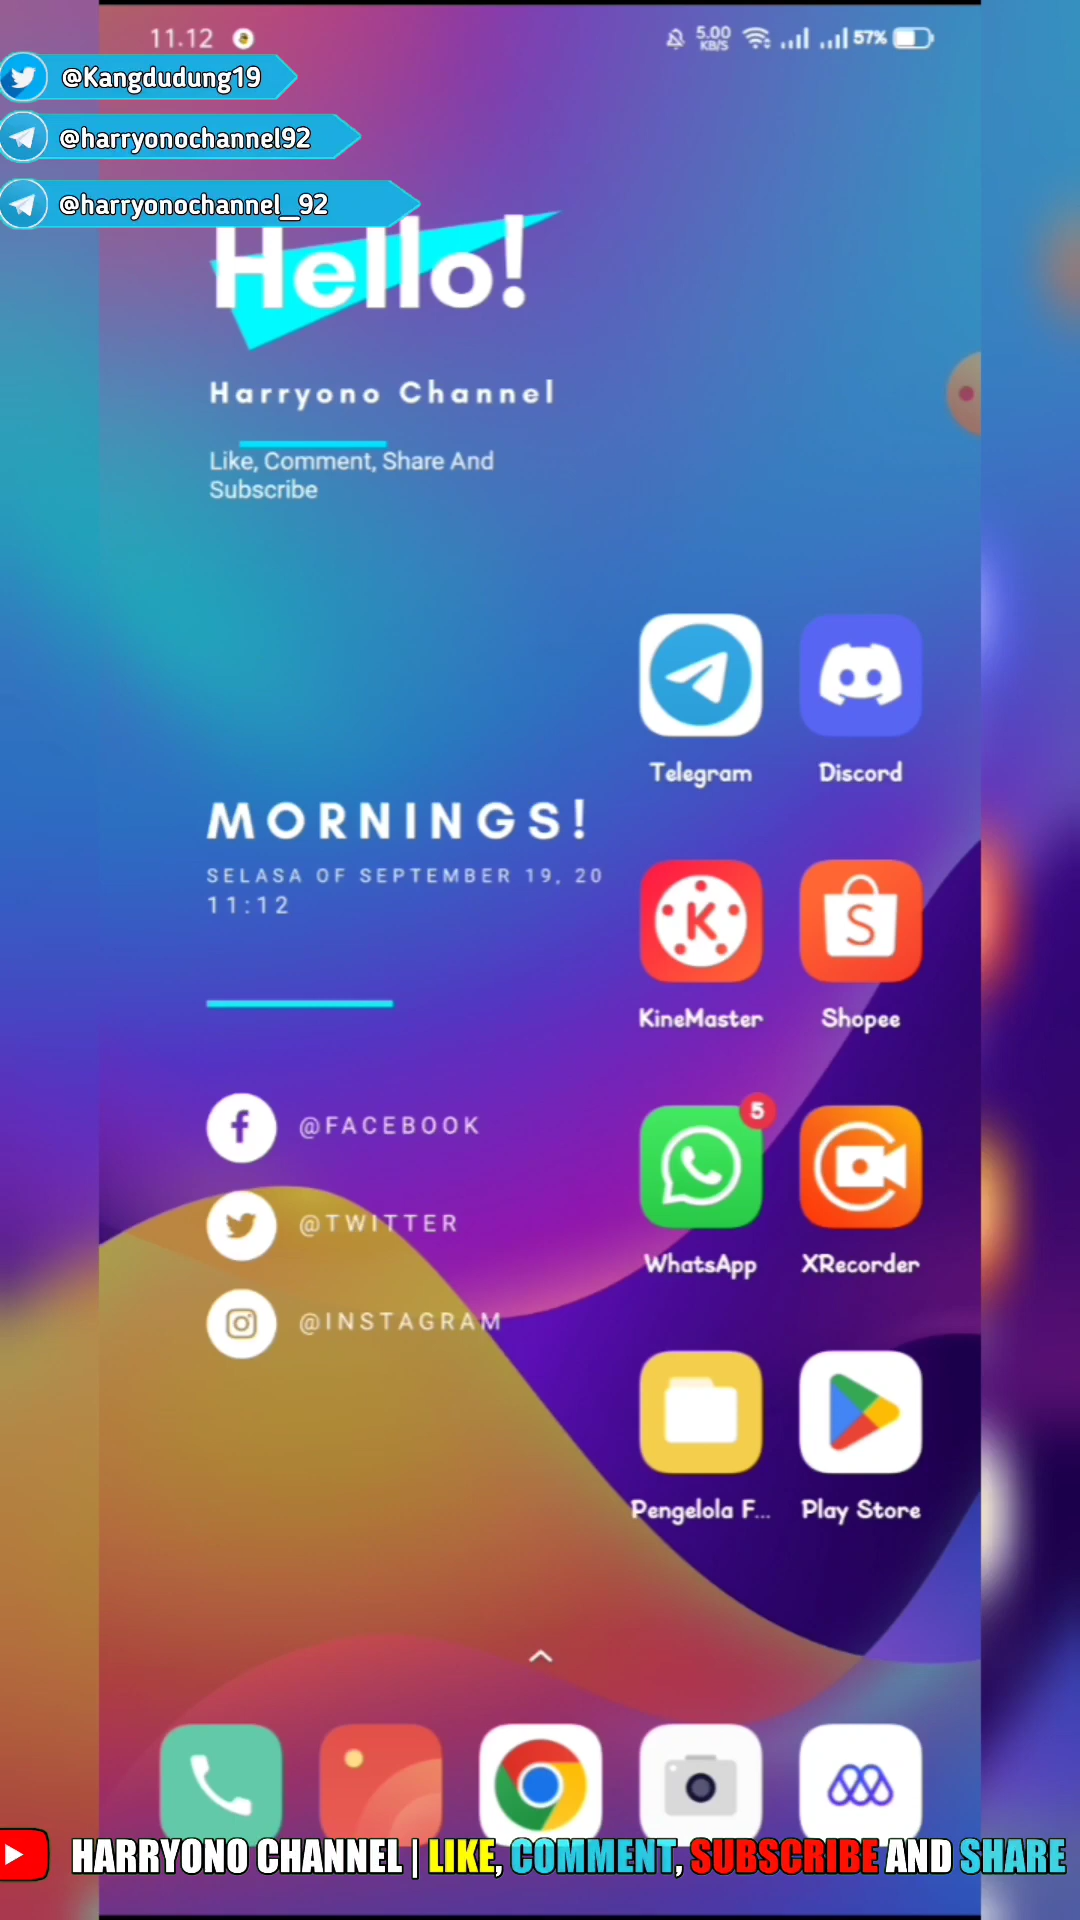 11.12
5.00
KB/S
57%
@Kangdudung19
@harryonochannel92
@harryonochannel_92
Hello!
Harryono Channel
Like, Comment, Share And
Subscribe
Telegram
Discord
MORNINGS!
SELASA OF SEPTEMBER 19, 20
11:12
K
S
KineMaster
Shopee
5
@FACEBOOK
@TWITTER
@INSTAGRAM
WhatsApp
XRecorder
Pengelola F...
Play Store
HARRYONO CHANNEL | LIKE, COMMENT, SUBSCRIBE AND SHARE